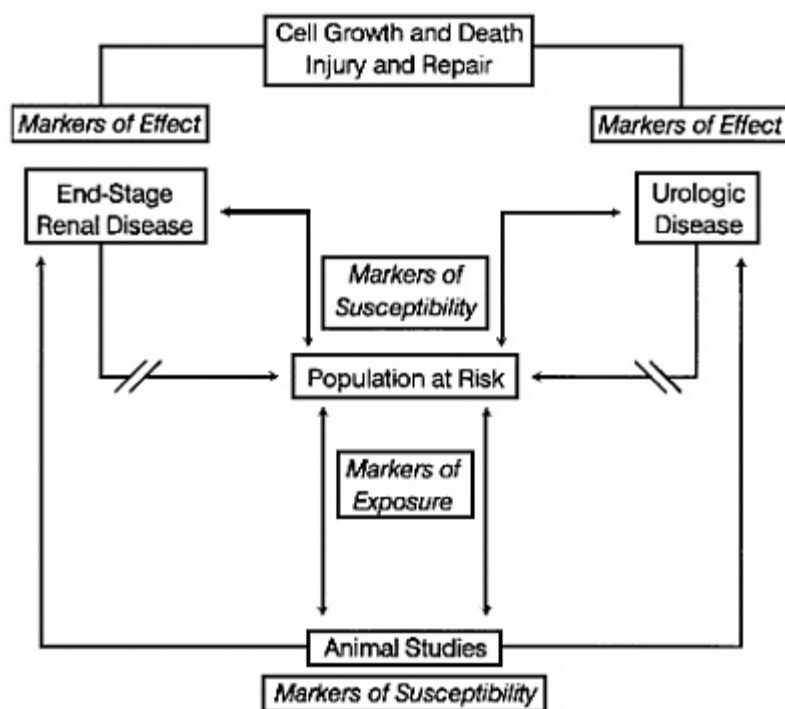 Cell Growth and Death
Injury and Repair
Markers of Effect
Markers of Effect
End-Stage
Renal Disease
Urologic
Disease
Markers of
Susceptibility
Population at Risk
Markers of
Exposure
Animal Studies
Markers of Susceptibility